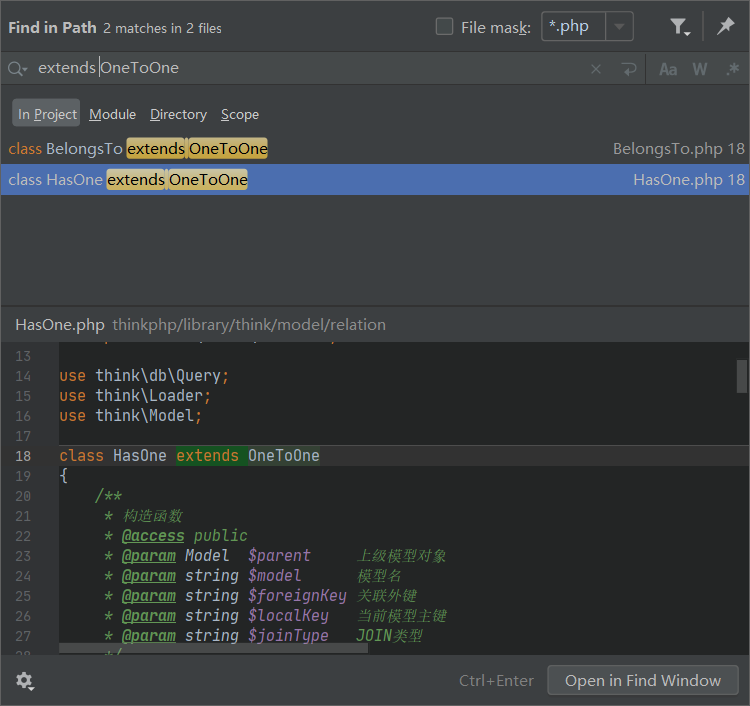 Find in Path 2 matches in 2 files File mask: *.php
extends OneToOne Aa W .*
In Project Module Directory Scope
class BelongsTo extends OneToOne BelongsTo.php 18
class HasOne extends OneToOne HasOne.php 18
HasOne.php thinkphp/library/think/model/relation
13
14 use think\db\Query;
15 use think\Loader;
16 use think\Model;
17
18 class HasOne extends OneToOne
19 {
20 /**
21 * 构造函数
22 * @access public
23 * @param Model $parent 上级模型对象
24 * @param string $model 模型名
25 * @param string $foreignKey 关联外键
26 * @param string $localKey 当前模型主键
27 * @param string $joinType JOIN类型
28 */
Ctrl+Enter Open in Find Window